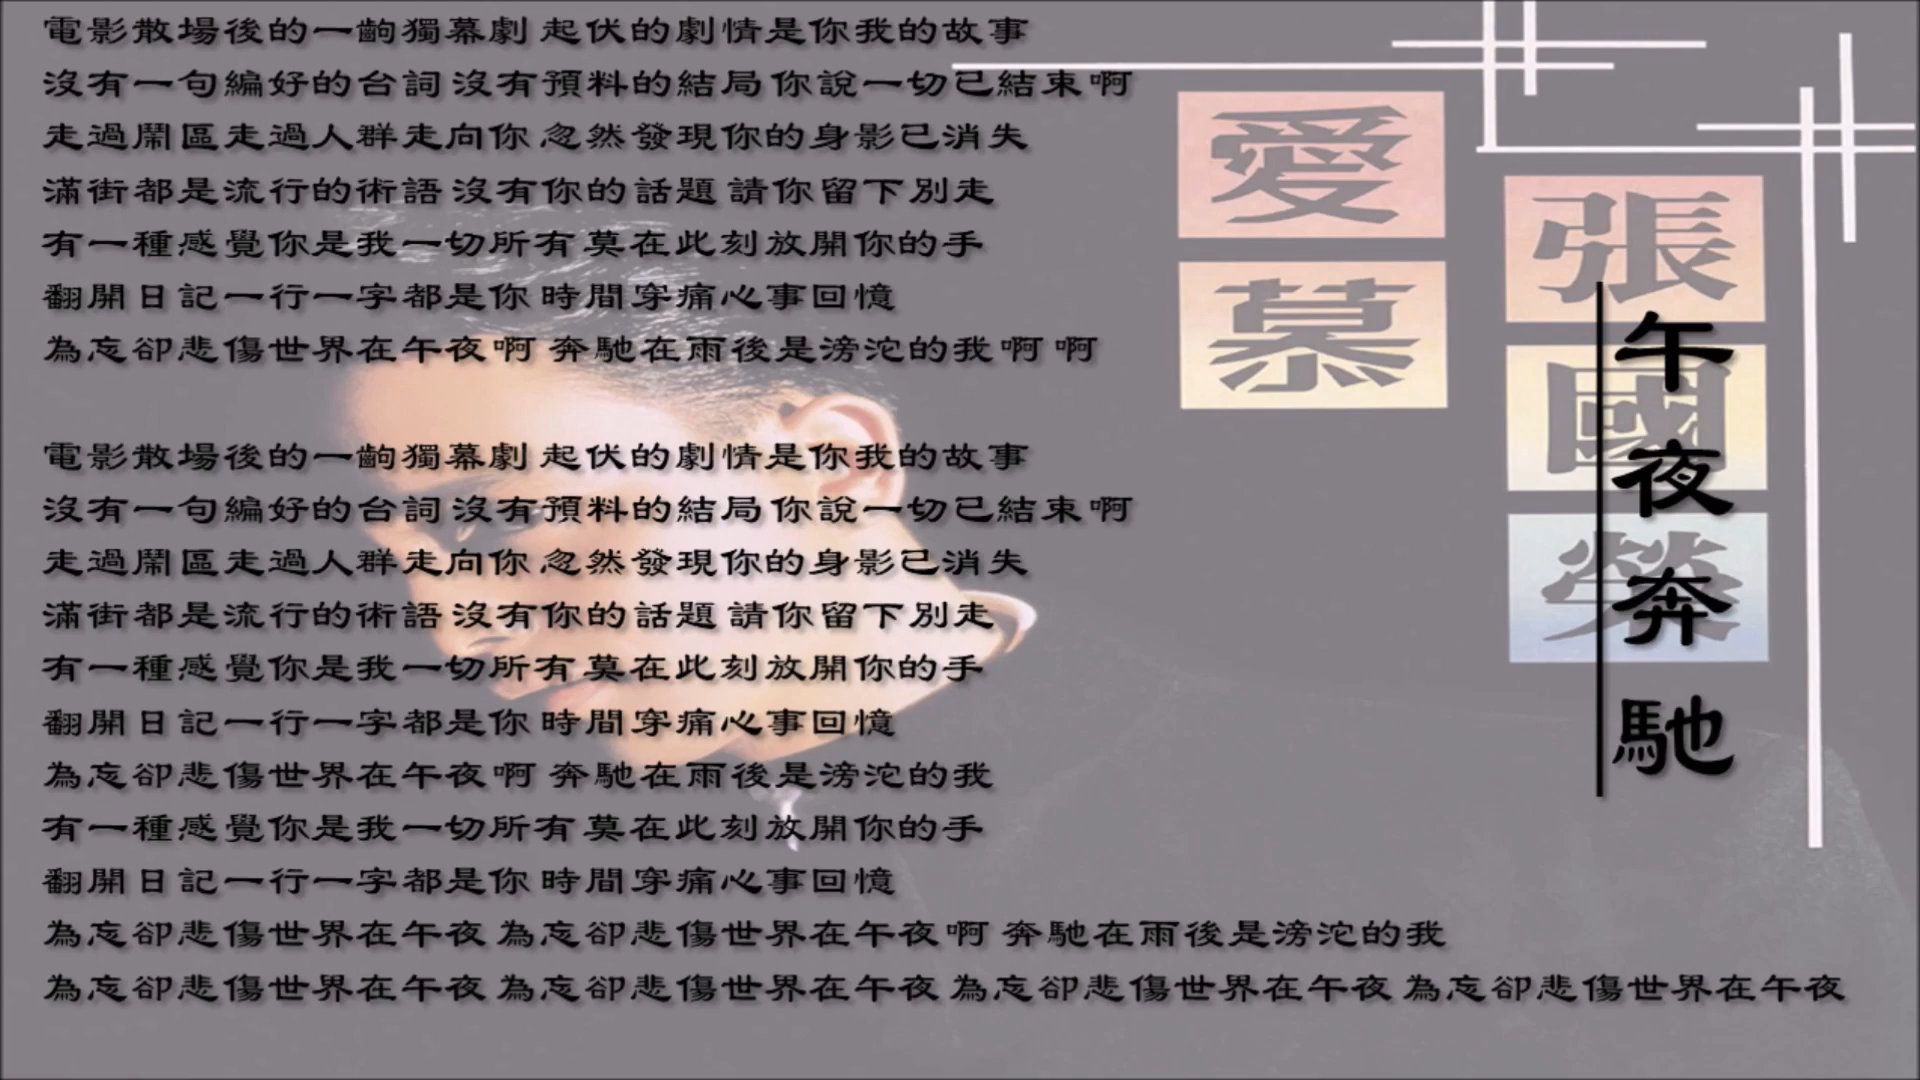 電影散場後的一齣獨幕劇 起伏的劇情是你我的故事
沒有一句編好的台詞 沒有預料的結局 你說一切已結束啊
走過鬧區走過人群走向你 忽然發現你的身影已消失
滿街都是流行的術語 沒有你的話題 請你留下別走
有一種感覺你是我一切所有 莫在此刻放開你的手
翻開日記一行一字都是你 時間穿痛心事回憶
為忘卻悲傷世界在午夜啊 奔馳在雨後是滂沱的我 啊 啊
電影散場後的一齣獨幕劇 起伏的劇情是你我的故事
沒有一句編好的台詞 沒有預料的結局 你說一切已結束啊
走過鬧區走過人群走向你 忽然發現你的身影已消失
滿街都是流行的術語 沒有你的話題 請你留下別走
有一種感覺你是我一切所有 莫在此刻放開你的手
翻開日記一行一字都是你 時間穿痛心事回憶
為忘卻悲傷世界在午夜啊 奔馳在雨後是滂沱的我
有一種感覺你是我一切所有 莫在此刻放開你的手
翻開日記一行一字都是你 時間穿痛心事回憶
為忘卻悲傷世界在午夜 為忘卻悲傷世界在午夜啊 奔馳在雨後是滂沱的我
為忘卻悲傷世界在午夜 為忘卻悲傷世界在午夜 為忘卻悲傷世界在午夜 為忘卻悲傷世界在午夜
愛慕
張國榮
午夜奔馳